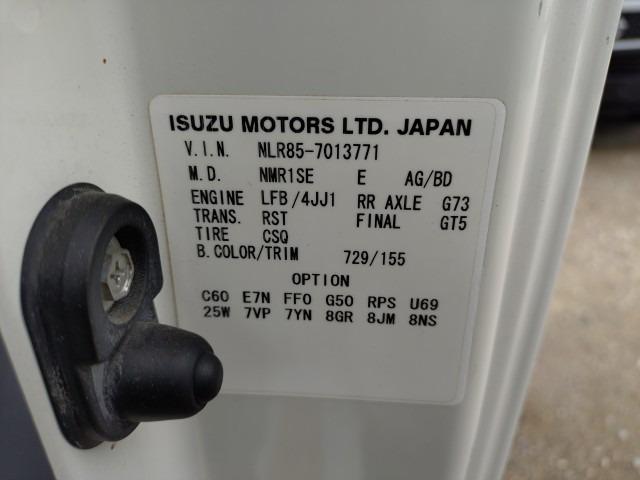 ISUZU MOTORS LTD. JAPAN
V.I.N. NLR85-7013771
M.D. NMR1SE E AG/BD
ENGINE LFB/4JJ1 RR AXLE G73
TRANS. RST FINAL GT5
TIRE CSQ
B.COLOR/TRIM 729/155
OPTION
C60 E7N FF0 G50 RPS U69
25W 7VP 7YN 8GR 8JM 8NS